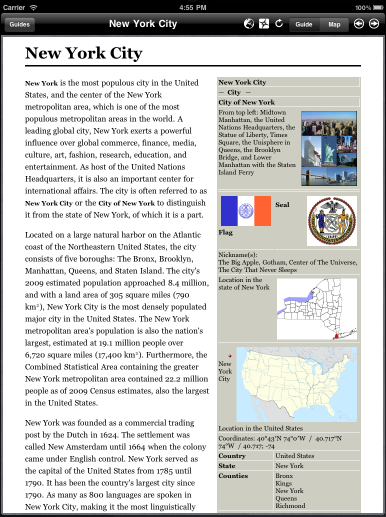 Carrier 4:55 PM 100%
Guides New York City Guide Map
New York City
New York is the most populous city in the United
States, and the center of the New York
metropolitan area, which is one of the most
populous metropolitan areas in the world. A
leading global city, New York exerts a powerful
influence over global commerce, finance, media,
culture, art, fashion, research, education, and
entertainment. As host of the United Nations
Headquarters, it is also an important center for
international affairs. The city is often referred to as
New York City or the City of New York to distinguish
it from the state of New York, of which it is a part.
Located on a large natural harbor on the Atlantic
coast of the Northeastern United States, the city
consists of five boroughs: The Bronx, Brooklyn,
Manhattan, Queens, and Staten Island. The city's
2009 estimated population approached 8.4 million,
and with a land area of 305 square miles (790
km²), New York City is the most densely populated
major city in the United States. The New York
metropolitan area's population is also the nation's
largest, estimated at 19.1 million people over
6,720 square miles (17,400 km²). Furthermore, the
Combined Statistical Area containing the greater
New York metropolitan area contained 22.2 million
people as of 2009 Census estimates, also the largest
in the United States.
New York was founded as a commercial trading
post by the Dutch in 1624. The settlement was
called New Amsterdam until 1664 when the colony
came under English control. New York served as
the capital of the United States from 1785 until
1790. It has been the country's largest city since
1790. As many as 800 languages are spoken in
New York City, making it the most linguistically
New York City
— City —
City of New York
From top left: Midtown
Manhattan, the United
Nations Headquarters, the
Statue of Liberty, Times
Square, the Unisphere in
Queens, the Brooklyn
Bridge, and Lower
Manhattan with the Staten
Island Ferry
Seal
Flag
Nickname(s):
The Big Apple, Gotham, Center of The Universe,
The City That Never Sleeps
Location in the
state of New York
New
York
City
Location in the United States
Coordinates: 40°43′N 74°0′W / 40.717°N
74°W / 40.717; -74
Country United States
State New York
Counties Bronx
Kings
New York
Queens
Richmond